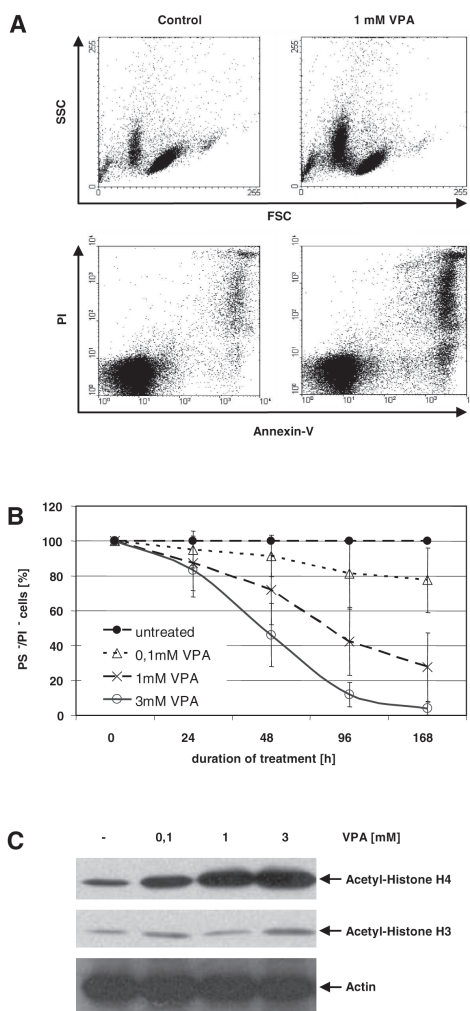 A
Control 1 mM VPA
SSC
255
0
0 255
0
0 255
FSC
PI
10⁴
10³
10²
10¹
10⁰
10⁰ 10¹ 10² 10³ 10⁴
10⁴
10³
10²
10¹
10⁰
10⁰ 10¹ 10² 10³
Annexin-V
B
PS⁻/PI⁻ cells [%]
120
100
80
60
40
20
0
untreated
0,1mM VPA
1mM VPA
3mM VPA
0 24 48 96 168
duration of treatment [h]
C
- 0,1 1 3 VPA [mM]
Acetyl-Histone H4
Acetyl-Histone H3
Actin